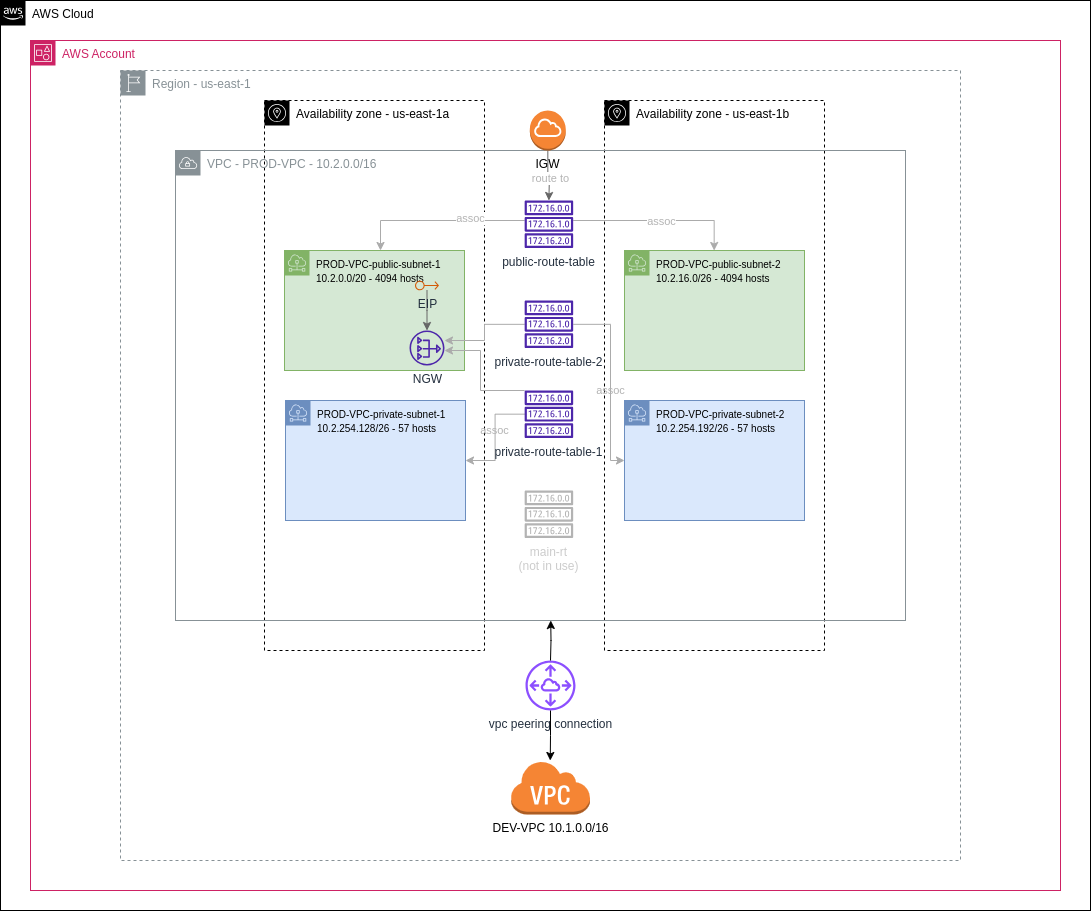 aws
AWS Cloud
AWS Account
Region - us-east-1
Availability zone - us-east-1a
Availability zone - us-east-1b
IGW
VPC - PROD-VPC - 10.2.0.0/16
route to
172.16.0.0
172.16.1.0
172.16.2.0
assoc
assoc
public-route-table
PROD-VPC-public-subnet-1
10.2.0.0/20 - 4094 hosts
EIP
NGW
PROD-VPC-public-subnet-2
10.2.16.0/26 - 4094 hosts
172.16.0.0
172.16.1.0
172.16.2.0
private-route-table-2
assoc
172.16.0.0
172.16.1.0
172.16.2.0
assoc
private-route-table-1
PROD-VPC-private-subnet-1
10.2.254.128/26 - 57 hosts
PROD-VPC-private-subnet-2
10.2.254.192/26 - 57 hosts
172.16.0.0
172.16.1.0
172.16.2.0
main-rt
(not in use)
vpc peering connection
VPC
DEV-VPC 10.1.0.0/16